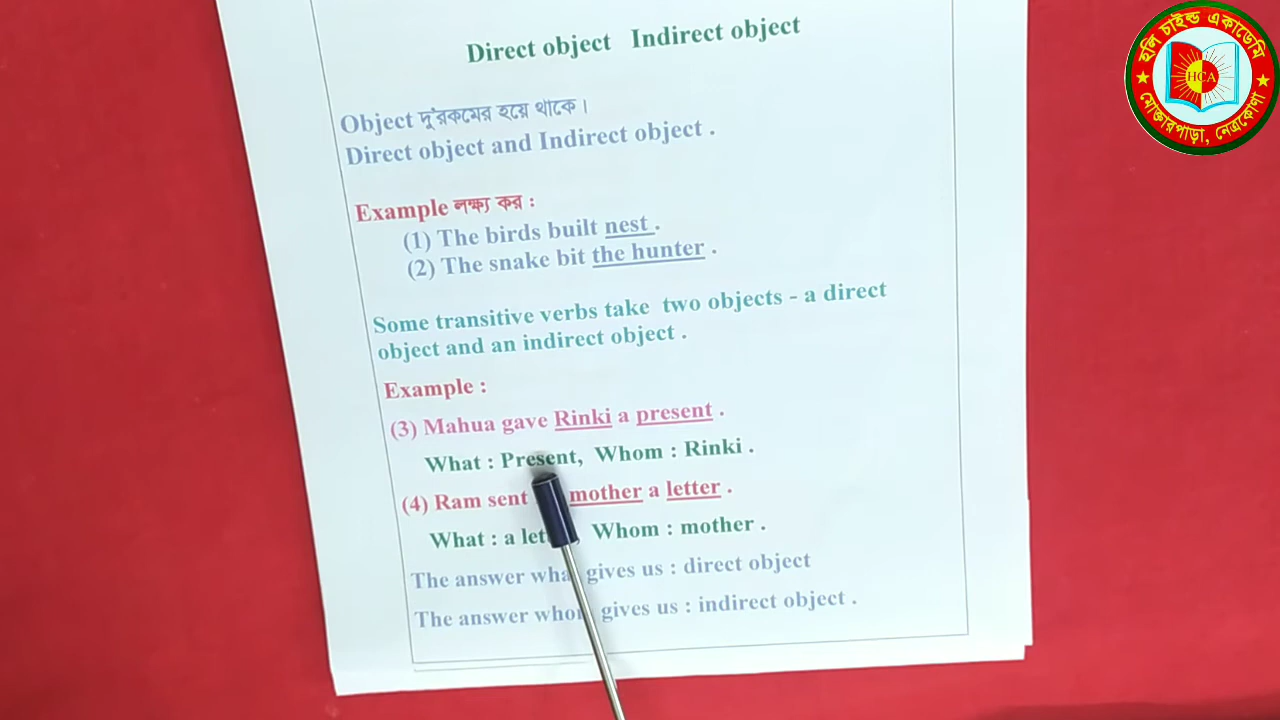 Direct object Indirect object
Object দু'রকমের হয়ে থাকে।
Direct object and Indirect object .
Example লক্ষ্য কর :
(1) The birds built nest .
(2) The snake bit the hunter .
Some transitive verbs take two objects - a direct
object and an indirect object .
Example :
(3) Mahua gave Rinki a present .
What : Present, Whom : Rinki .
(4) Ram sent mother a letter .
What : a Whom : mother .
The answer gives us : direct object
The answer gives us : indirect object .
হলি চাইল্ড একাডেমি
HCA
মোক্তারপাড়া, নেত্রকোণা